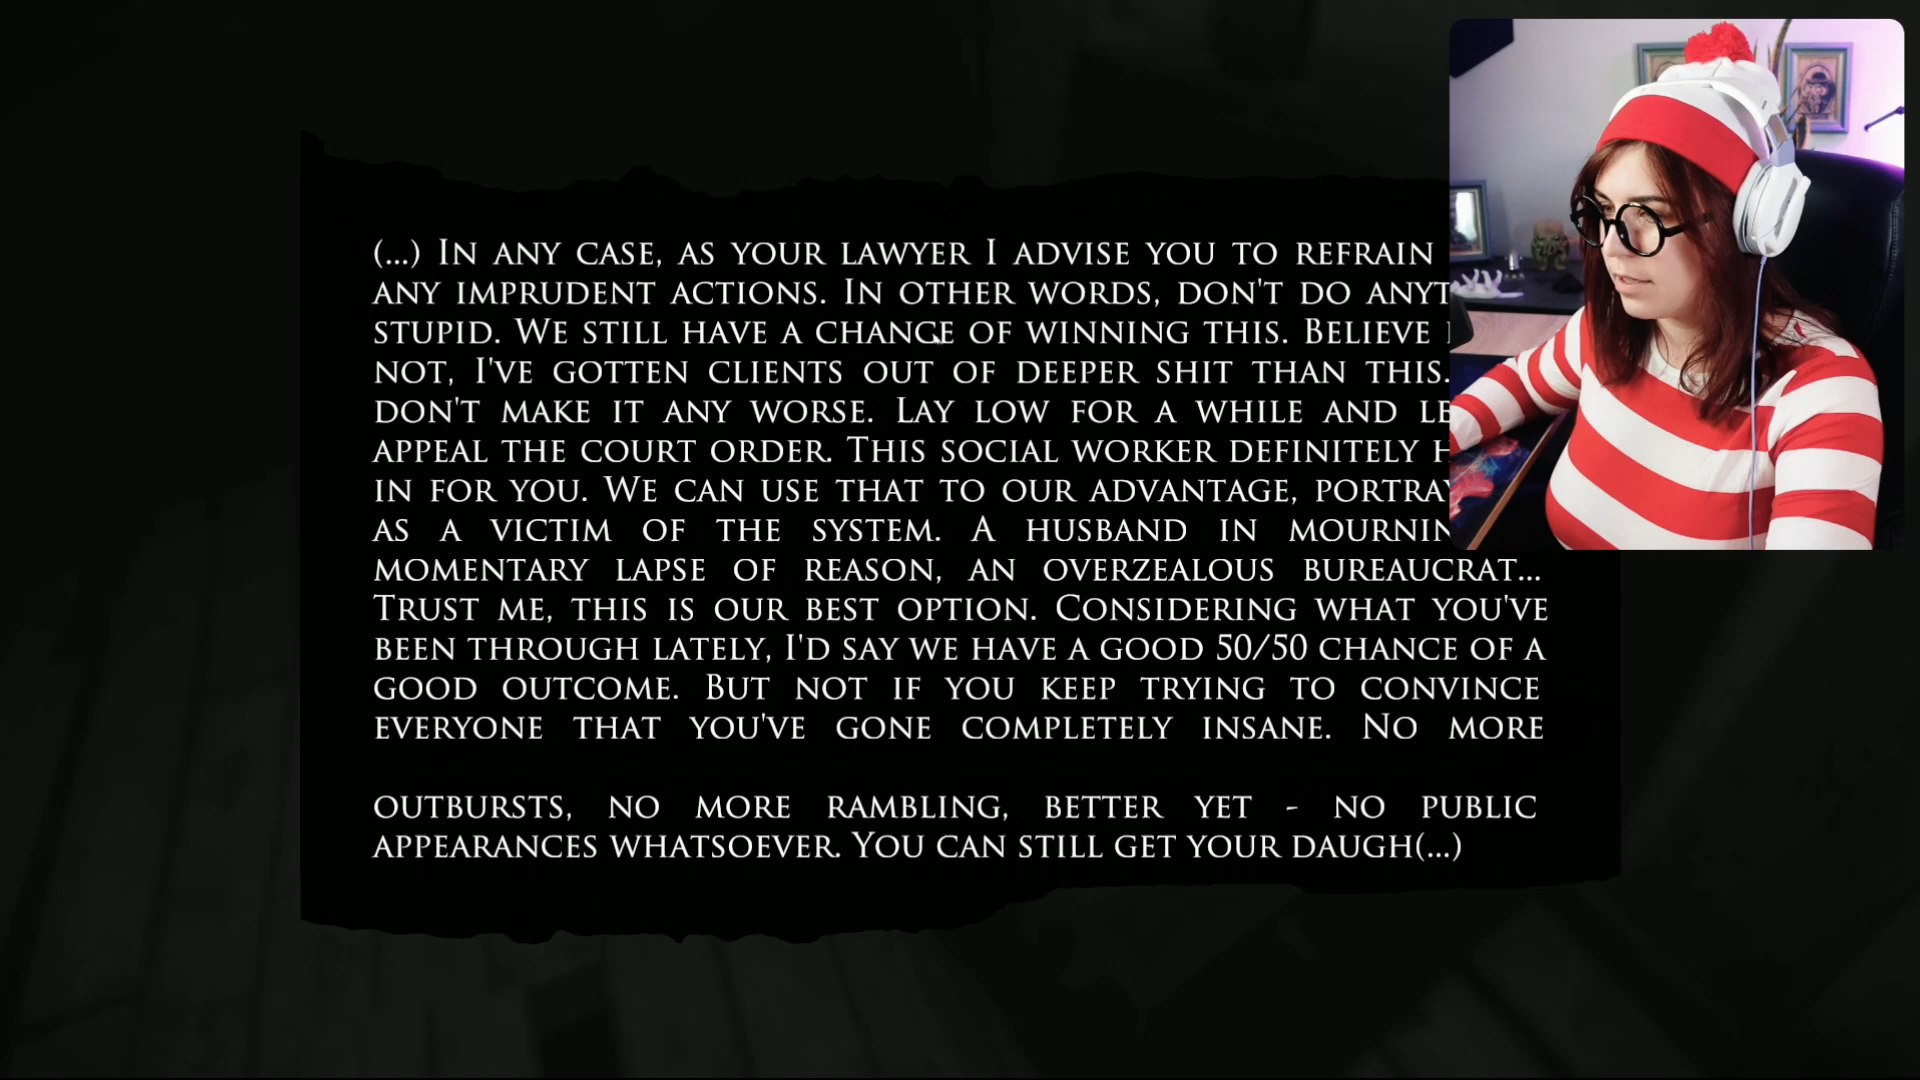 (...) In any case, as your lawyer I advise you to refrain
any imprudent actions. In other words, don't do
stupid. We still have a chance of winning this. Believe
not, I've gotten clients out of deeper shit than this.
don't make it any worse. Lay low for a while and
appeal the court order. This social worker definitely
in for you. We can use that to our advantage,
as a victim of the system. A husband in
momentary lapse of reason, an overzealous bureaucrat...
Trust me, this is our best option. Considering what you've
been through lately, I'd say we have a good 50/50 chance of a
good outcome. But not if you keep trying to convince
everyone that you've gone completely insane. No more
outbursts, no more rambling, better yet - no public
appearances whatsoever. You can still get your daugh(...)